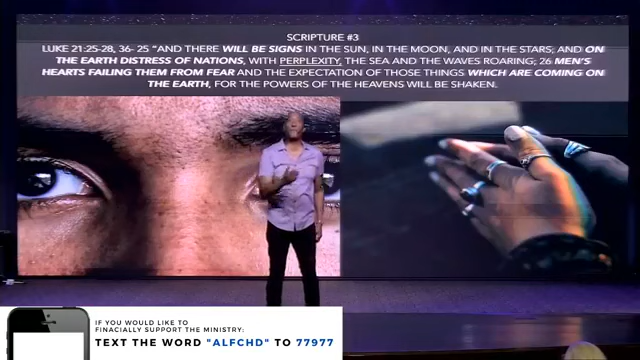 SCRIPTURE #3
LUKE 21:25-28, 36- 25 "AND THERE WILL BE SIGNS IN THE SUN, IN THE MOON, AND IN THE STARS; AND ON
THE EARTH DISTRESS OF NATIONS, WITH PERPLEXITY, THE SEA AND THE WAVES ROARING; 26 MEN'S
HEARTS FAILING THEM FROM FEAR AND THE EXPECTATION OF THOSE THINGS WHICH ARE COMING ON
THE EARTH, FOR THE POWERS OF THE HEAVENS WILL BE SHAKEN.
IF YOU WOULD LIKE TO
FINACIALLY SUPPORT THE MINISTRY:
TEXT THE WORD "ALFCHD" TO 77977